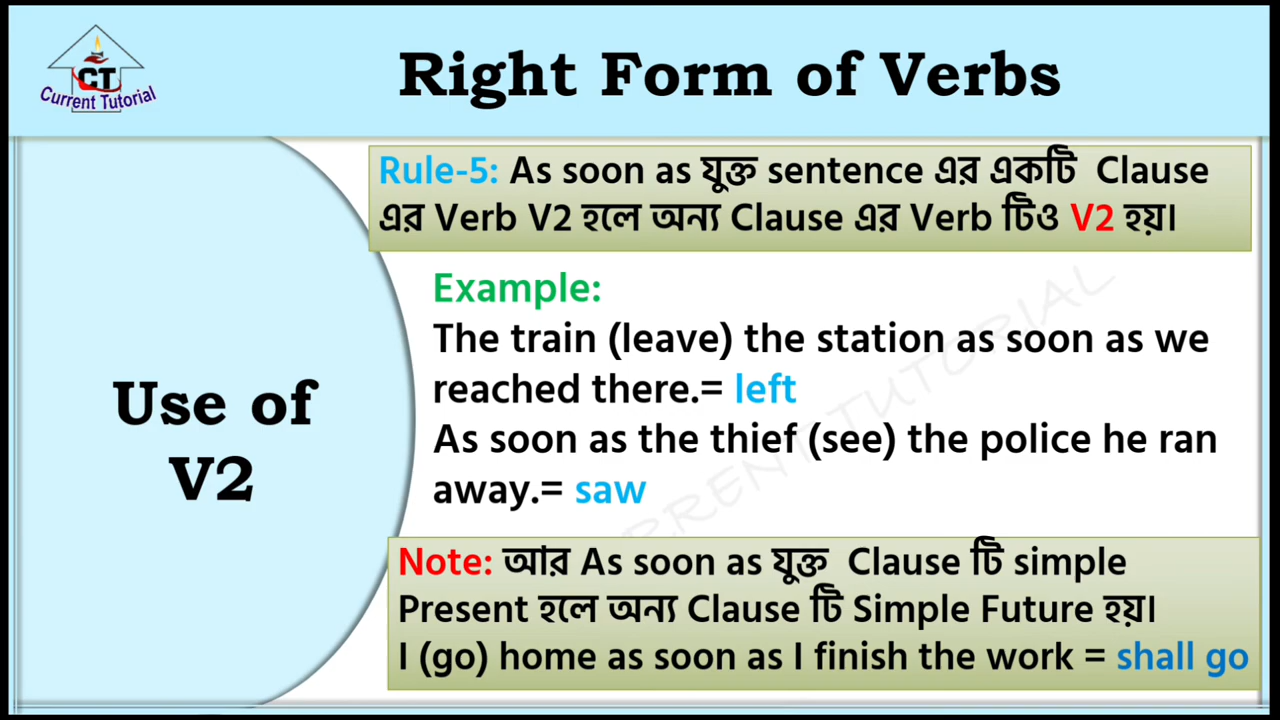 CT
Current Tutorial
Right Form of Verbs
Rule-5: As soon as যুক্ত sentence এর একটি Clause
এর Verb V2 হলে অন্য Clause এর Verb টিও V2 হয়।
Example:
The train (leave) the station as soon as we
reached there.= left
As soon as the thief (see) the police he ran
away.= saw
Use of
V2
Note: আর As soon as যুক্ত Clause টি simple
Present হলে অন্য Clause টি Simple Future হয়।
I (go) home as soon as I finish the work = shall go